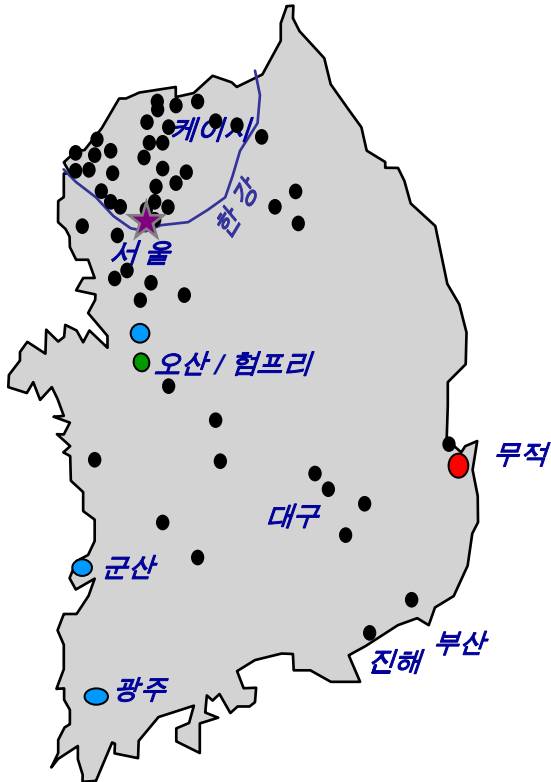 케이시
한 강
서 울
오산 / 험프리
무적
대구
군산
부산
진해
광주